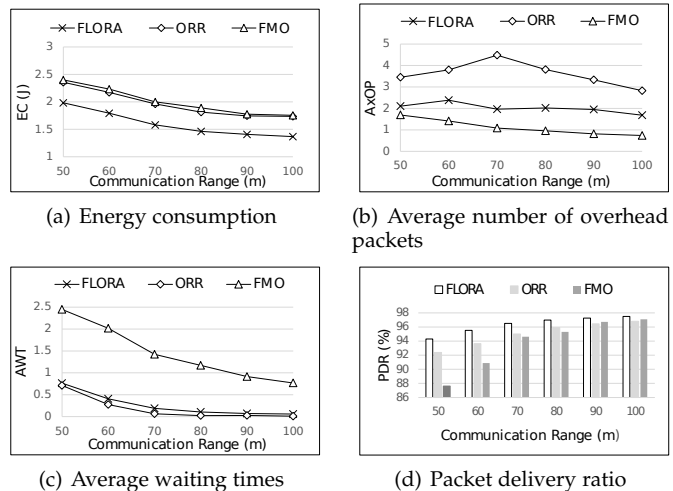 FLORA ORR FMO
EC (J)
3
2.5
2
1.5
1
50 60 70 80 90 100
Communication Range (m)
(a) Energy consumption
FLORA ORR FMO
AxOP
5
4
3
2
1
0
50 60 70 80 90 100
Communication Range (m)
(b) Average number of overhead
packets
FLORA ORR FMO
AWT
2.5
2
1.5
1
0.5
0
50 60 70 80 90 100
Communication Range (m)
(c) Average waiting times
FLORA ORR FMO
PDR (%)
98
96
94
92
90
88
86
50 60 70 80 90 100
Communication Range (m)
(d) Packet delivery ratio